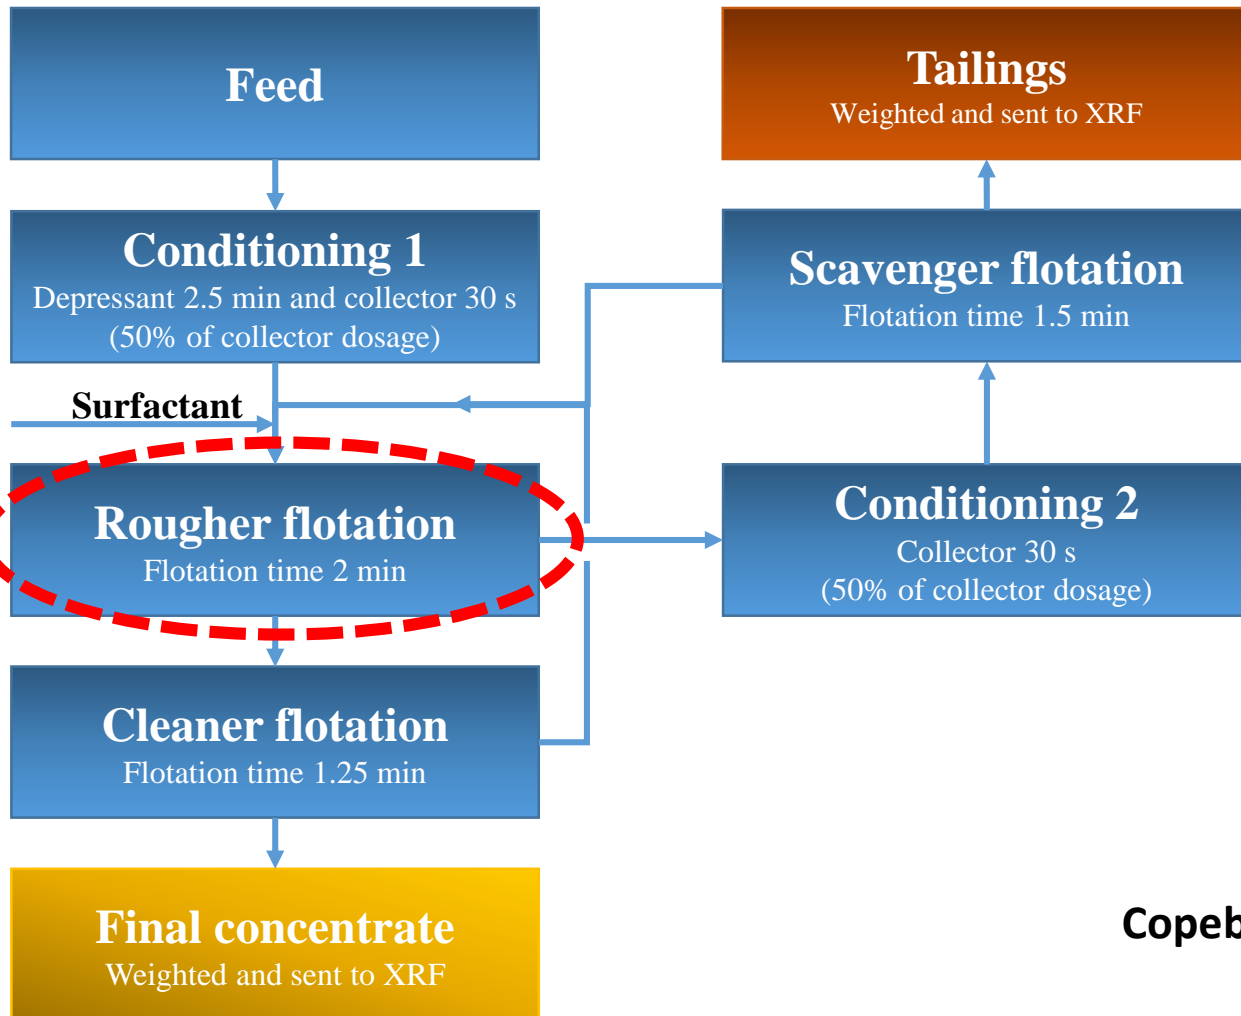 Feed
Conditioning 1
Depressant 2.5 min and collector 30 s
(50% of collector dosage)
Surfactant
Rougher flotation
Flotation time 2 min
Cleaner flotation
Flotation time 1.25 min
Final concentrate
Weighted and sent to XRF
Tailings
Weighted and sent to XRF
Scavenger flotation
Flotation time 1.5 min
Conditioning 2
Collector 30 s
(50% of collector dosage)
Copeb